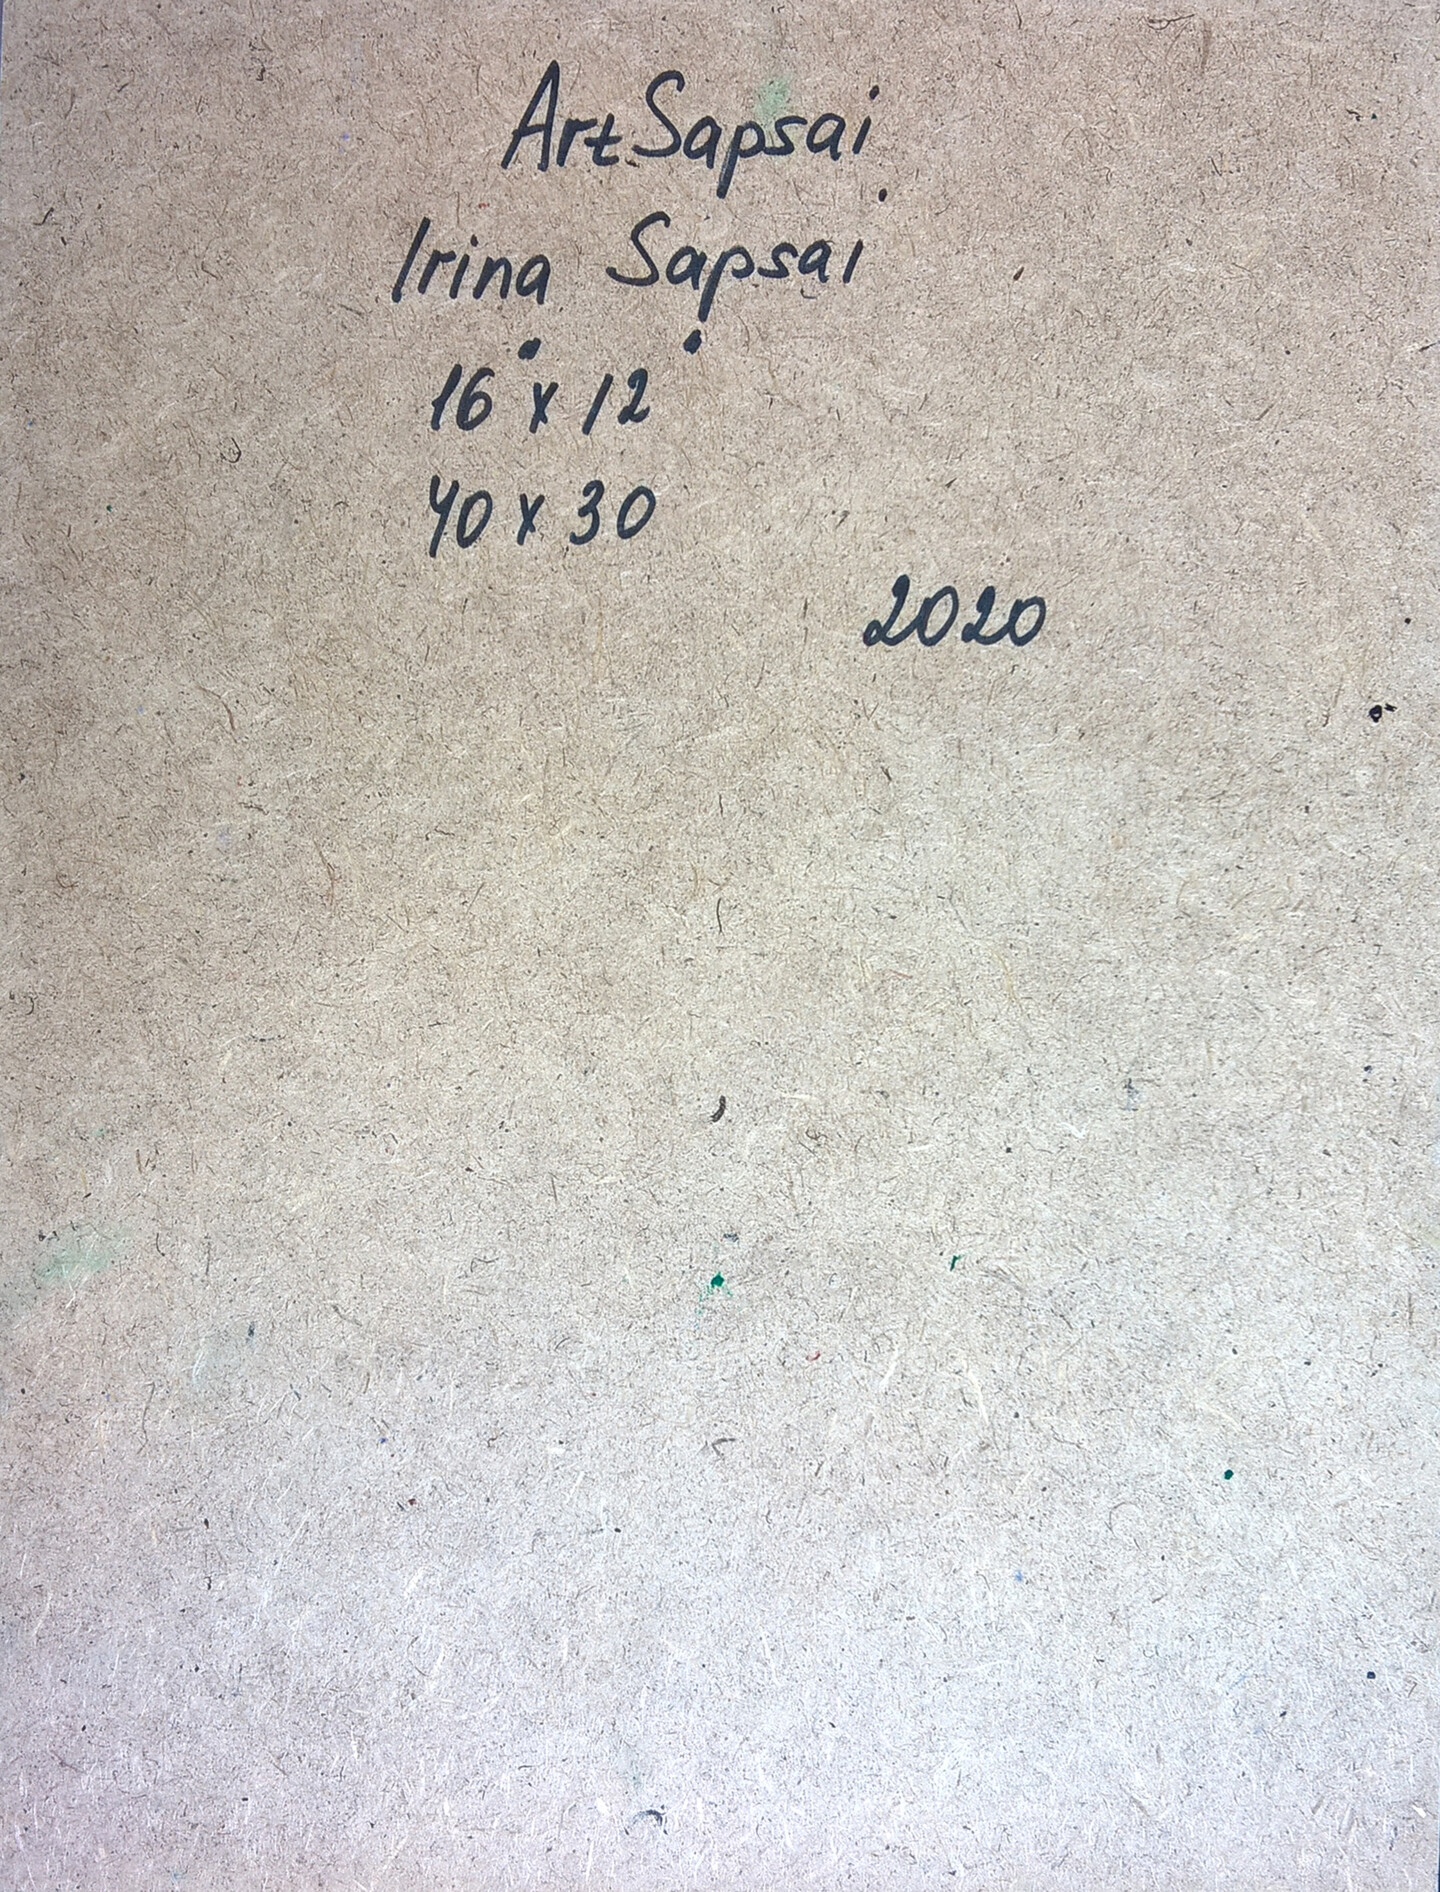 ArtSapsai
Irina Sapsai
16 x 12
40 x 30
2020